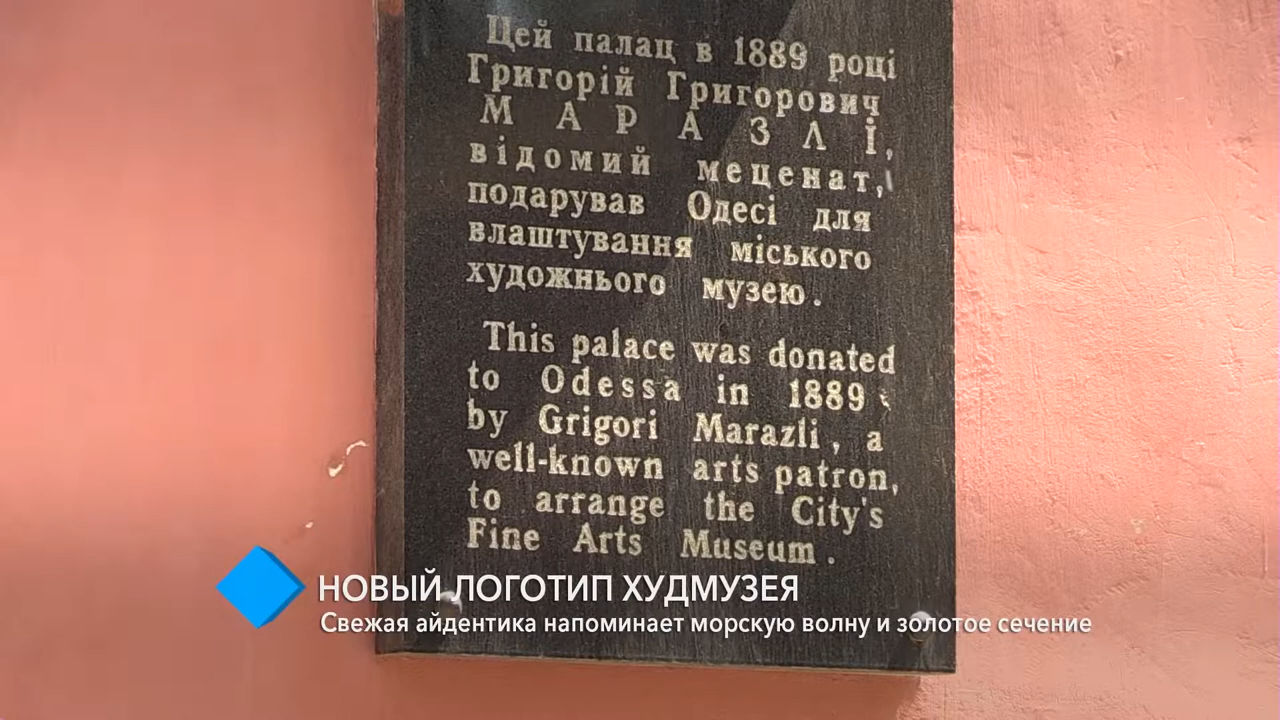 Цей палац в 1889 році
Григорій Григорович
М А Р А З Л І,
відомий меценат,
подарував Одесі для
влаштування міського
художнього музею.
This palace was donated
to Odessa in 1889
by Grigori Marazli, a
well-known arts patron,
to arrange the City's
Fine Arts Museum.
НОВЫЙ ЛОГОТИП ХУДМУЗЕЯ
Свежая айдентика напоминает морскую волну и золотое сечение